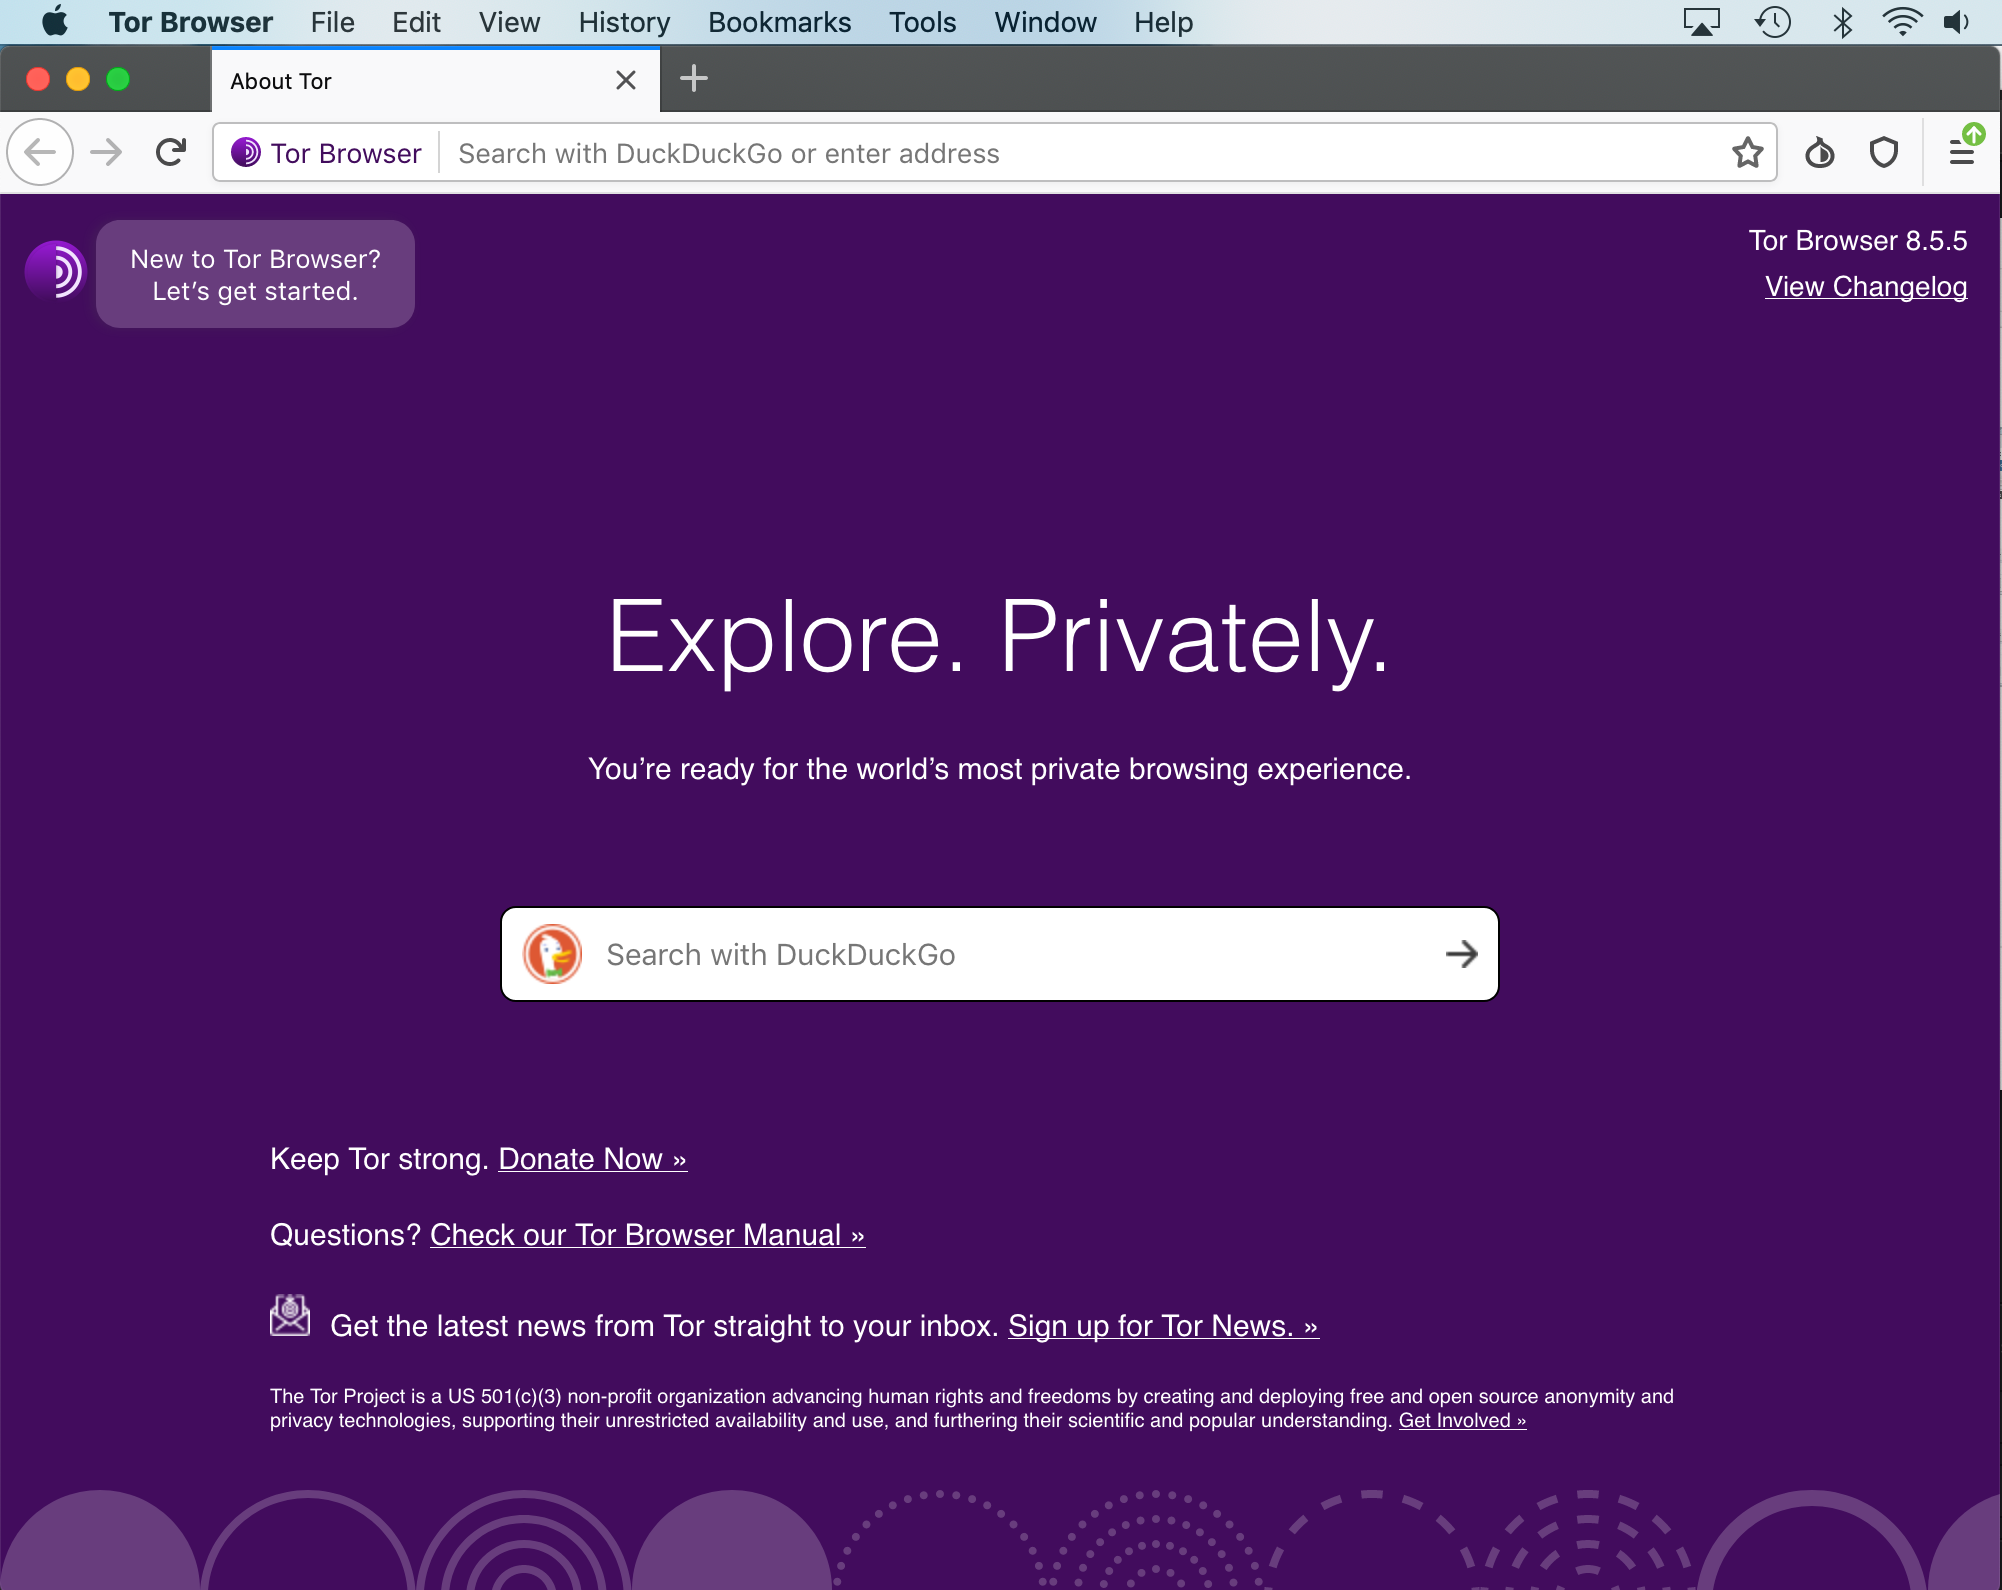 Tor Browser File Edit View History Bookmarks Tools Window Help
About Tor
Tor Browser Search with DuckDuckGo or enter address
New to Tor Browser?
Let’s get started.
Tor Browser 8.5.5
View Changelog
Explore. Privately.
You’re ready for the world’s most private browsing experience.
Search with DuckDuckGo
Keep Tor strong. Donate Now »
Questions? Check our Tor Browser Manual »
Get the latest news from Tor straight to your inbox. Sign up for Tor News. »
The Tor Project is a US 501(c)(3) non-profit organization advancing human rights and freedoms by creating and deploying free and open source anonymity and
privacy technologies, supporting their unrestricted availability and use, and furthering their scientific and popular understanding. Get Involved »